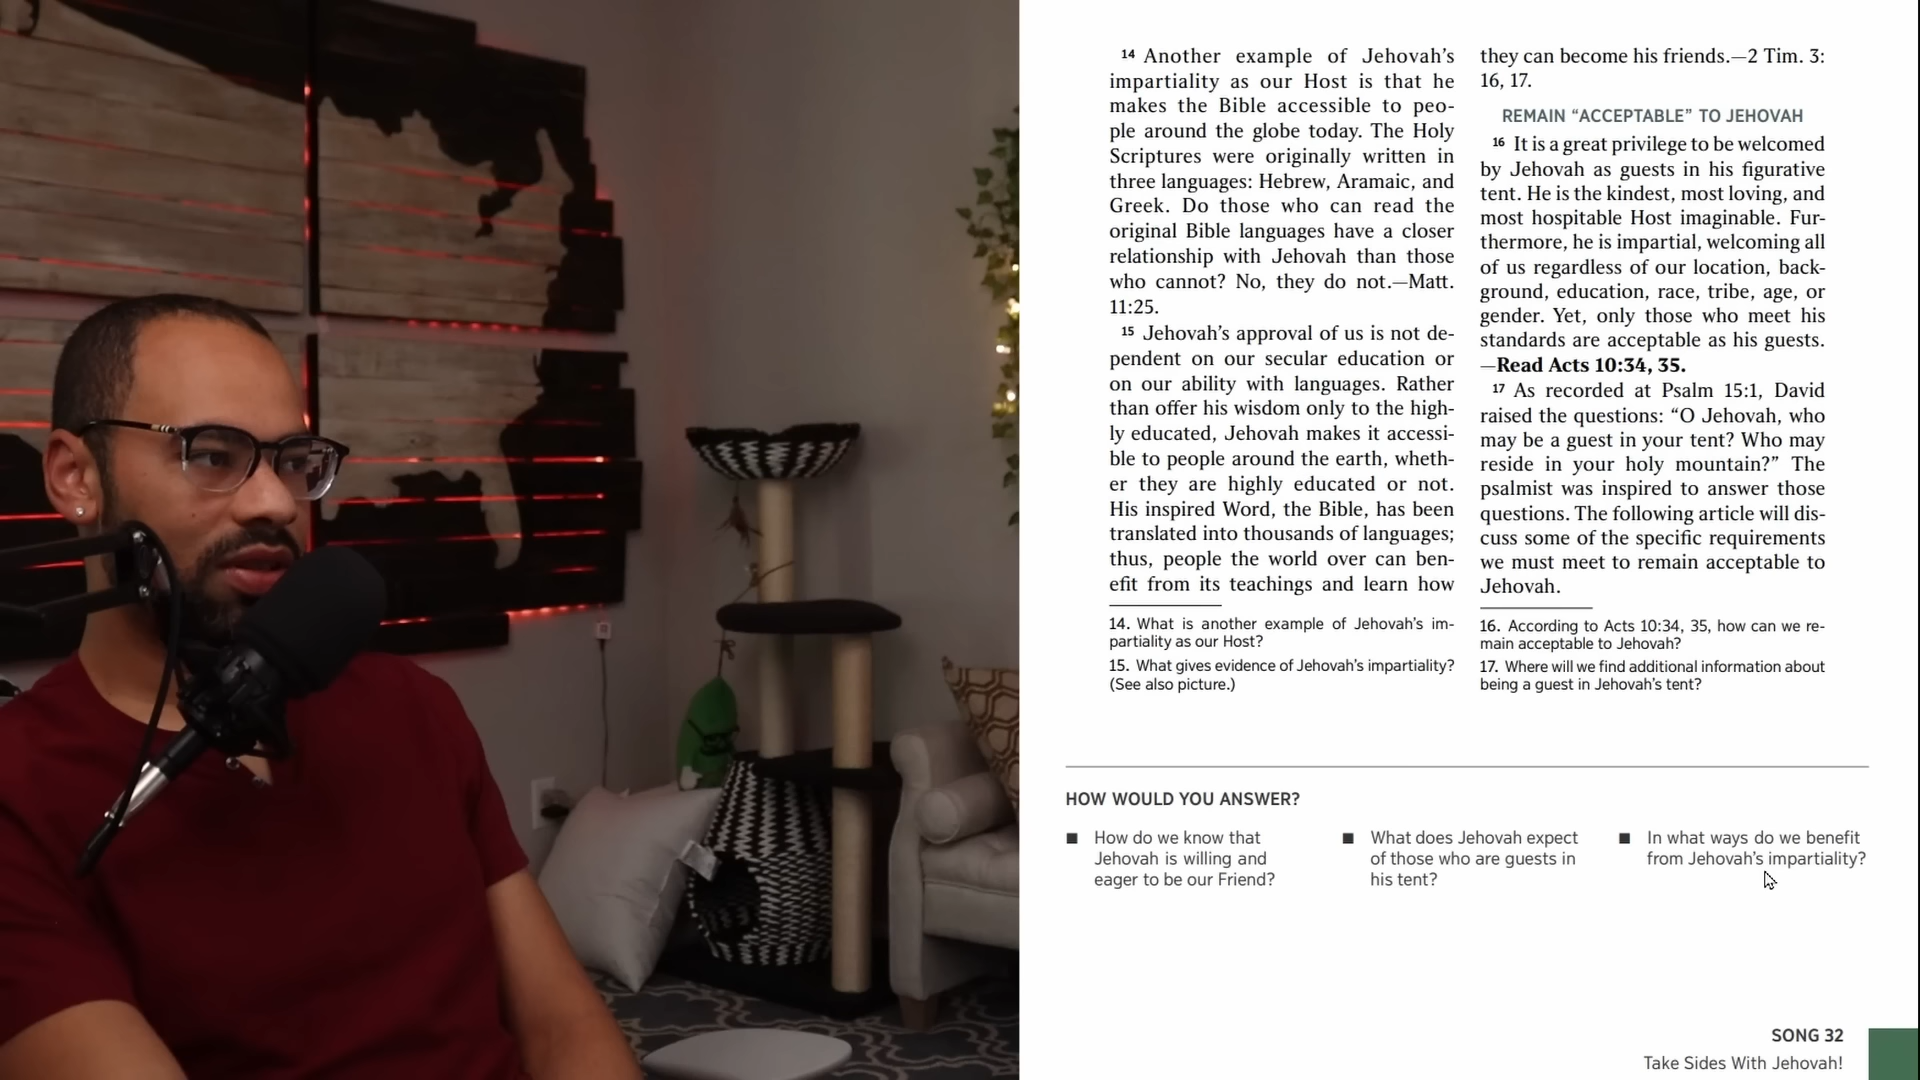 14 Another example of Jehovah's
impartiality as our Host is that he
makes the Bible accessible to peo-
ple around the globe today. The Holy
Scriptures were originally written in
three languages: Hebrew, Aramaic, and
Greek. Do those who can read the
original Bible languages have a closer
relationship with Jehovah than those
who cannot? No, they do not.—Matt.
11:25.
15 Jehovah's approval of us is not de-
pendent on our secular education or
on our ability with languages. Rather
than offer his wisdom only to the high-
ly educated, Jehovah makes it accessi-
ble to people around the earth, wheth-
er they are highly educated or not.
His inspired Word, the Bible, has been
translated into thousands of languages;
thus, people the world over can ben-
efit from its teachings and learn how
14. What is another example of Jehovah's im-
partiality as our Host?
15. What gives evidence of Jehovah's impartiality?
(See also picture.)
they can become his friends.—2 Tim. 3:
16, 17.
REMAIN “ACCEPTABLE” TO JEHOVAH
16 It is a great privilege to be welcomed
by Jehovah as guests in his figurative
tent. He is the kindest, most loving, and
most hospitable Host imaginable. Fur-
thermore, he is impartial, welcoming all
of us regardless of our location, back-
ground, education, race, tribe, age, or
gender. Yet, only those who meet his
standards are acceptable as his guests.
—Read Acts 10:34, 35.
17 As recorded at Psalm 15:1, David
raised the questions: “O Jehovah, who
may be a guest in your tent? Who may
reside in your holy mountain?” The
psalmist was inspired to answer those
questions. The following article will dis-
cuss some of the specific requirements
we must meet to remain acceptable to
Jehovah.
16. According to Acts 10:34, 35, how can we re-
main acceptable to Jehovah?
17. Where will we find additional information about
being a guest in Jehovah's tent?
HOW WOULD YOU ANSWER?
■ How do we know that
Jehovah is willing and
eager to be our Friend?
■ What does Jehovah expect
of those who are guests in
his tent?
■ In what ways do we benefit
from Jehovah's impartiality?
SONG 32
Take Sides With Jehovah!